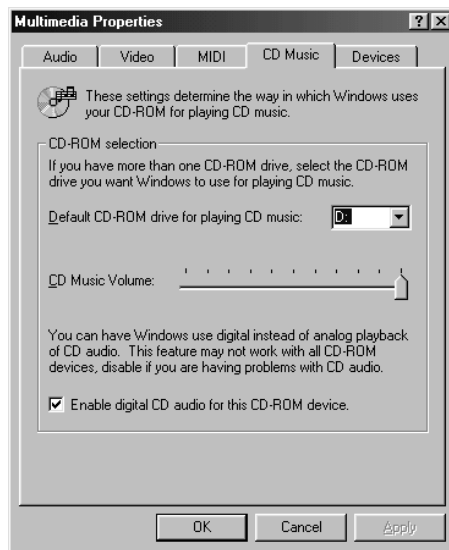 Multimedia Properties
Audio Video MIDI CD Music Devices
These settings determine the way in which Windows uses
your CD-ROM for playing CD music.
CD-ROM selection
If you have more than one CD-ROM drive, select the CD-ROM
drive you want Windows to use for playing CD music.
Default CD-ROM drive for playing CD music: D:
CD Music Volume:
You can have Windows use digital instead of analog playback
of CD audio. This feature may not work with all CD-ROM
devices, disable if you are having problems with CD audio.
Enable digital CD audio for this CD-ROM device.
OK Cancel Apply